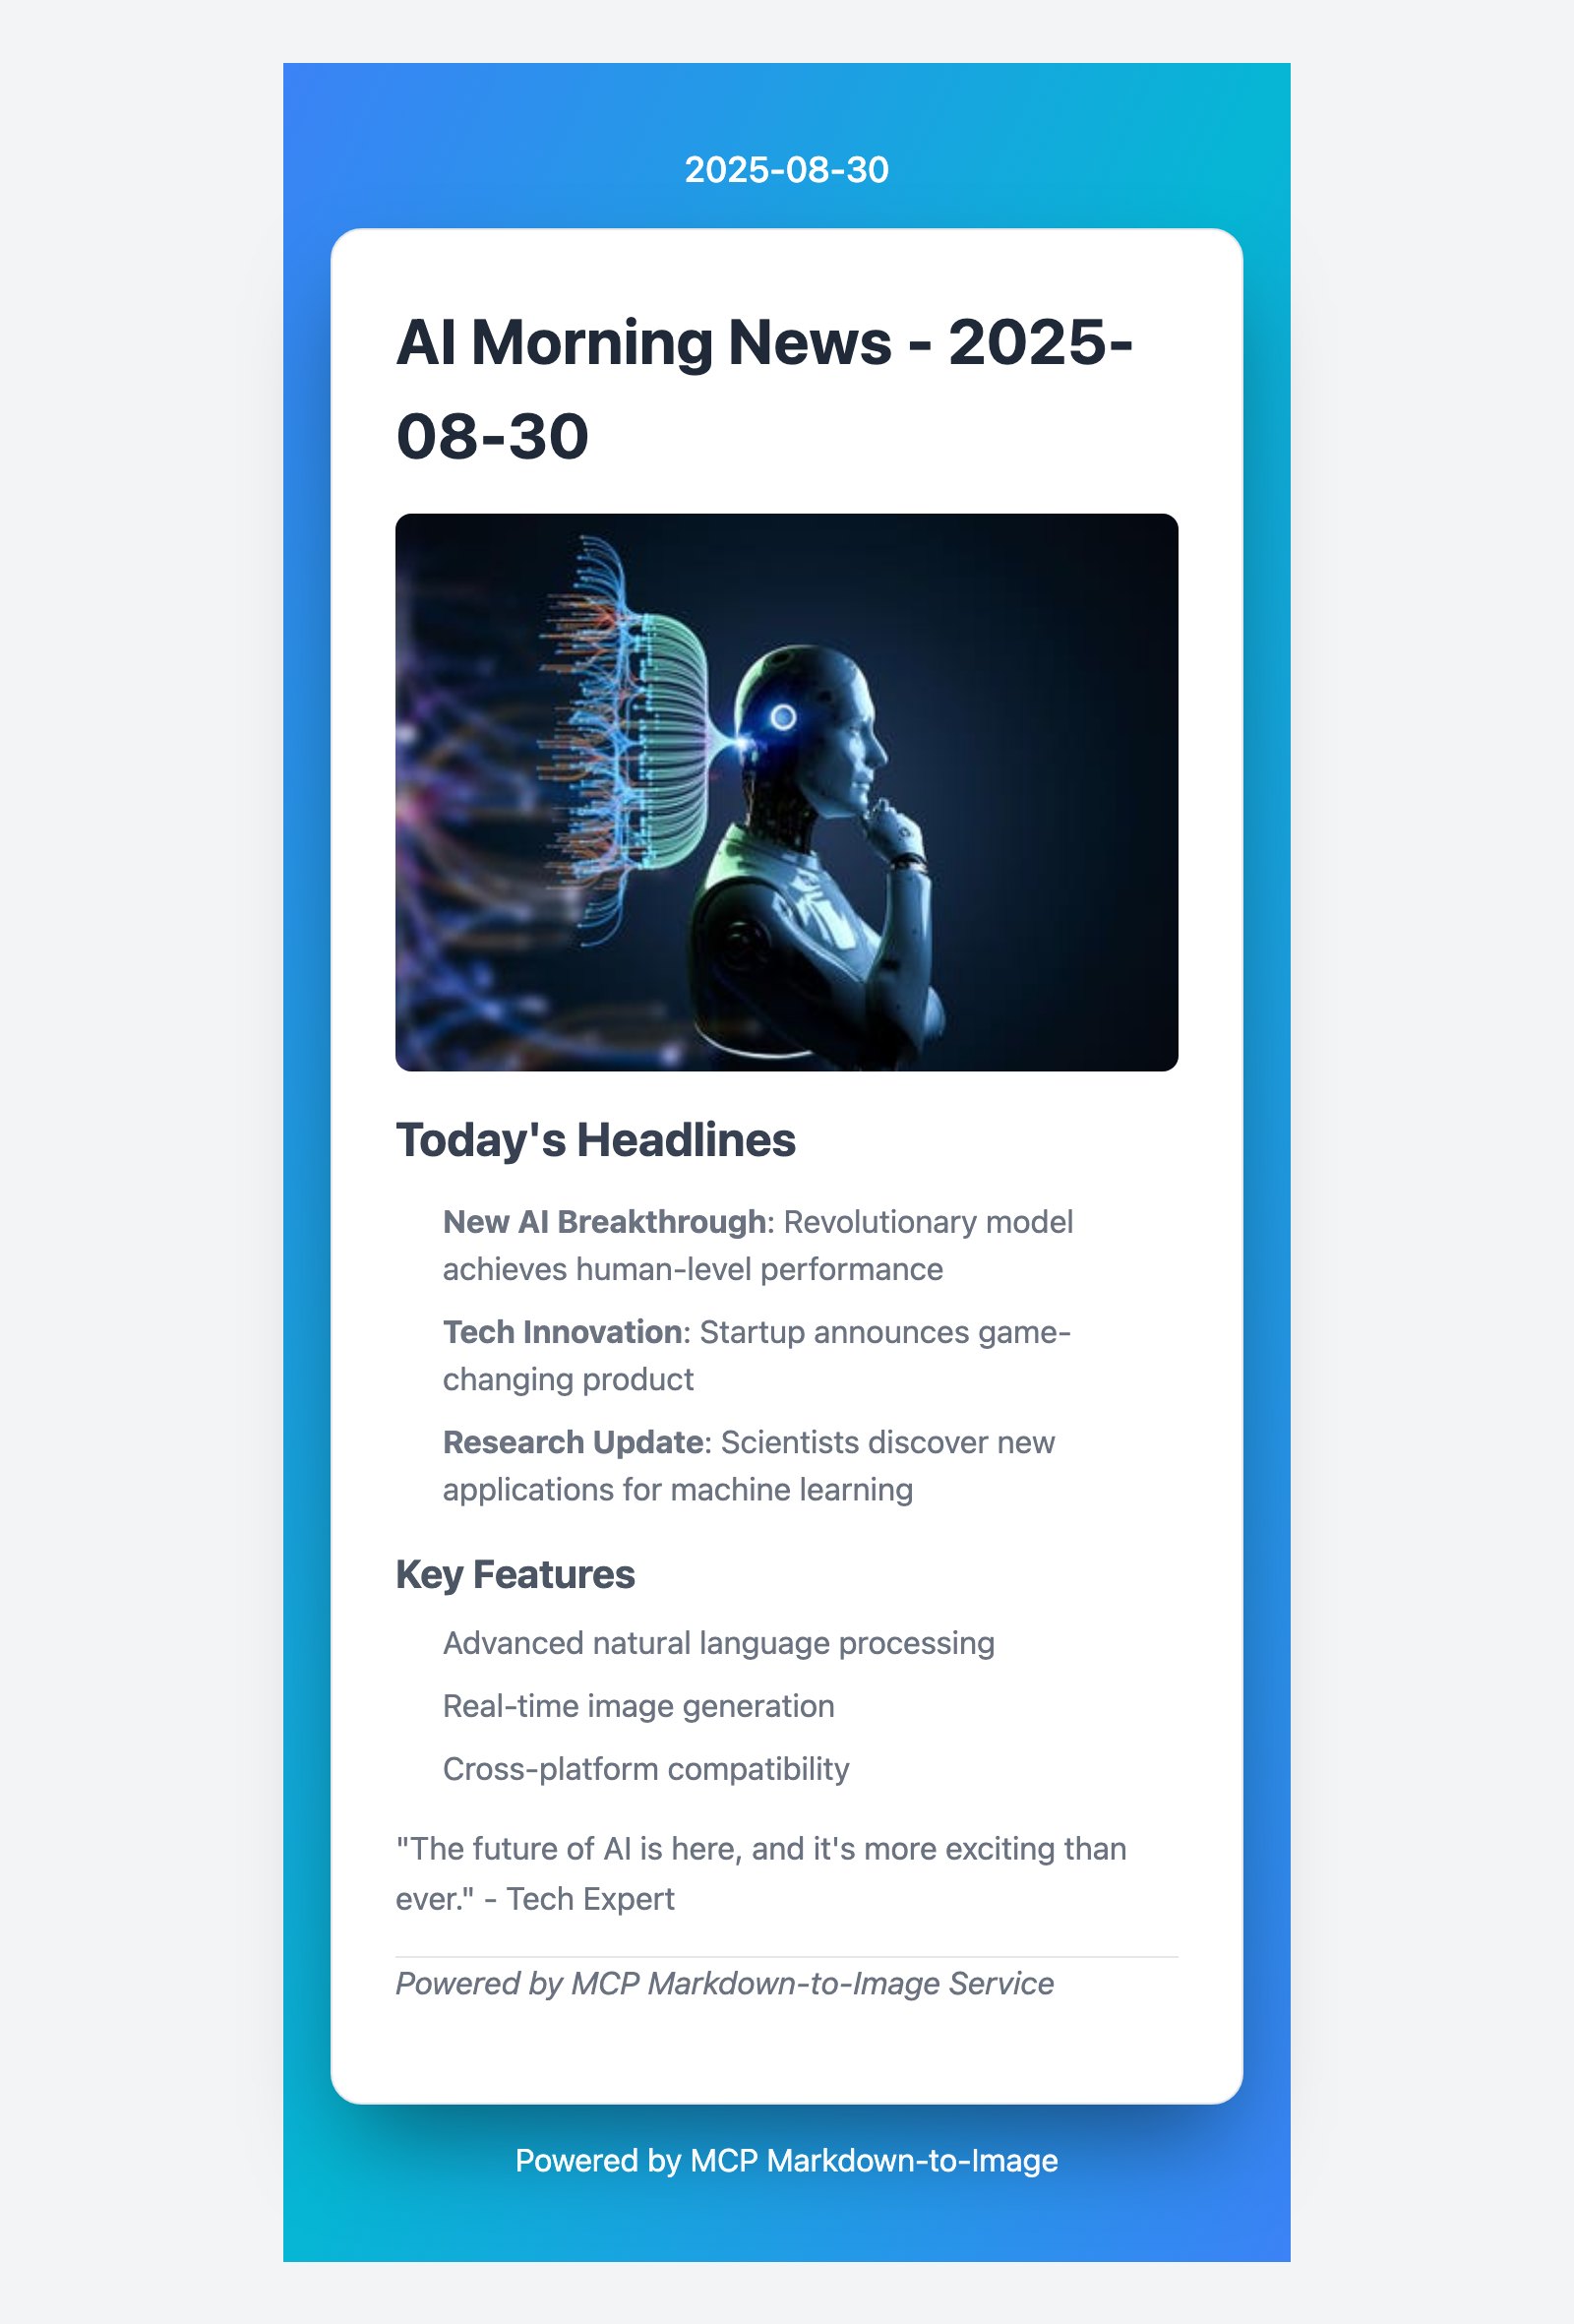 2025-08-30
AI Morning News - 2025-
08-30
Today's Headlines
New AI Breakthrough: Revolutionary model
achieves human-level performance
Tech Innovation: Startup announces game-
changing product
Research Update: Scientists discover new
applications for machine learning
Key Features
Advanced natural language processing
Real-time image generation
Cross-platform compatibility
"The future of AI is here, and it's more exciting than
ever." - Tech Expert
Powered by MCP Markdown-to-Image Service
Powered by MCP Markdown-to-Image